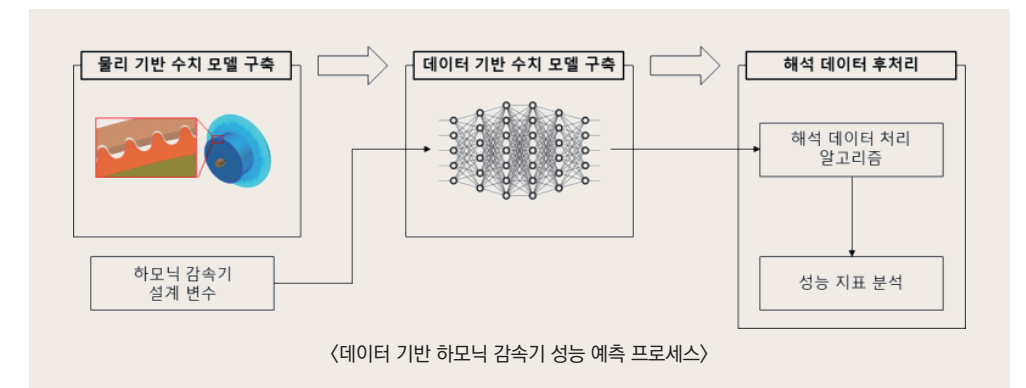 물리 기반 수치 모델 구축
데이터 기반 수치 모델 구축
해석 데이터 후처리
해석 데이터 처리
알고리즘
하모닉 감속기
설계 변수
성능 지표 분석
〈데이터 기반 하모닉 감속기 성능 예측 프로세스〉